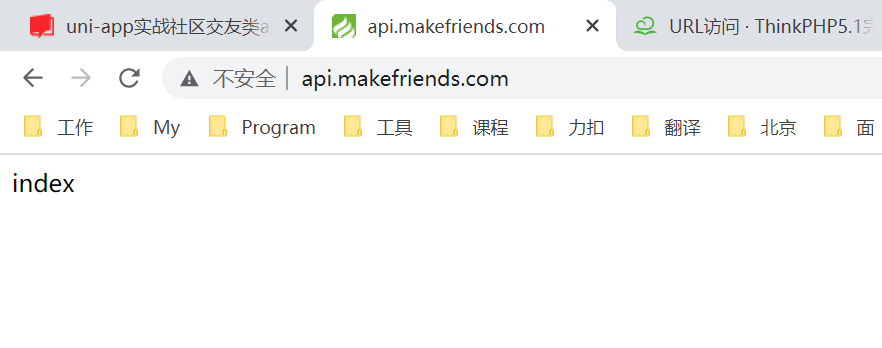 uni-app实战社区交友类a
api.makefriends.com
URL访问 · ThinkPHP5.1完
不安全 | api.makefriends.com
工作 My Program 工具 课程 力扣 翻译 北京 面
index